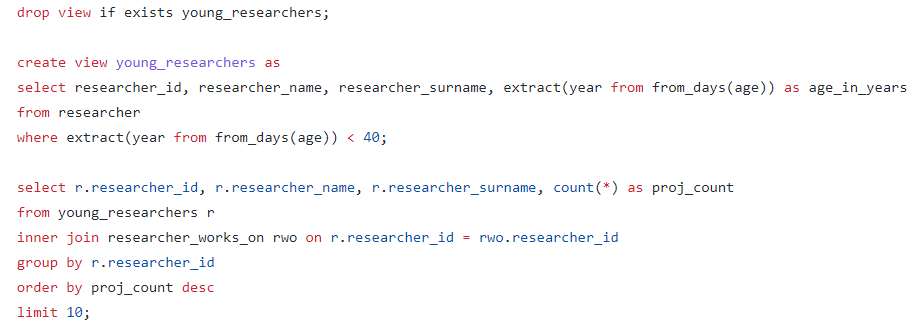 drop view if exists young_researchers;
create view young_researchers as
select researcher_id, researcher_name, researcher_surname, extract(year from from_days(age)) as age_in_years
from researcher
where extract(year from from_days(age)) < 40;
select r.researcher_id, r.researcher_name, r.researcher_surname, count(*) as proj_count
from young_researchers r
inner join researcher_works_on rwo on r.researcher_id = rwo.researcher_id
group by r.researcher_id
order by proj_count desc
limit 10;